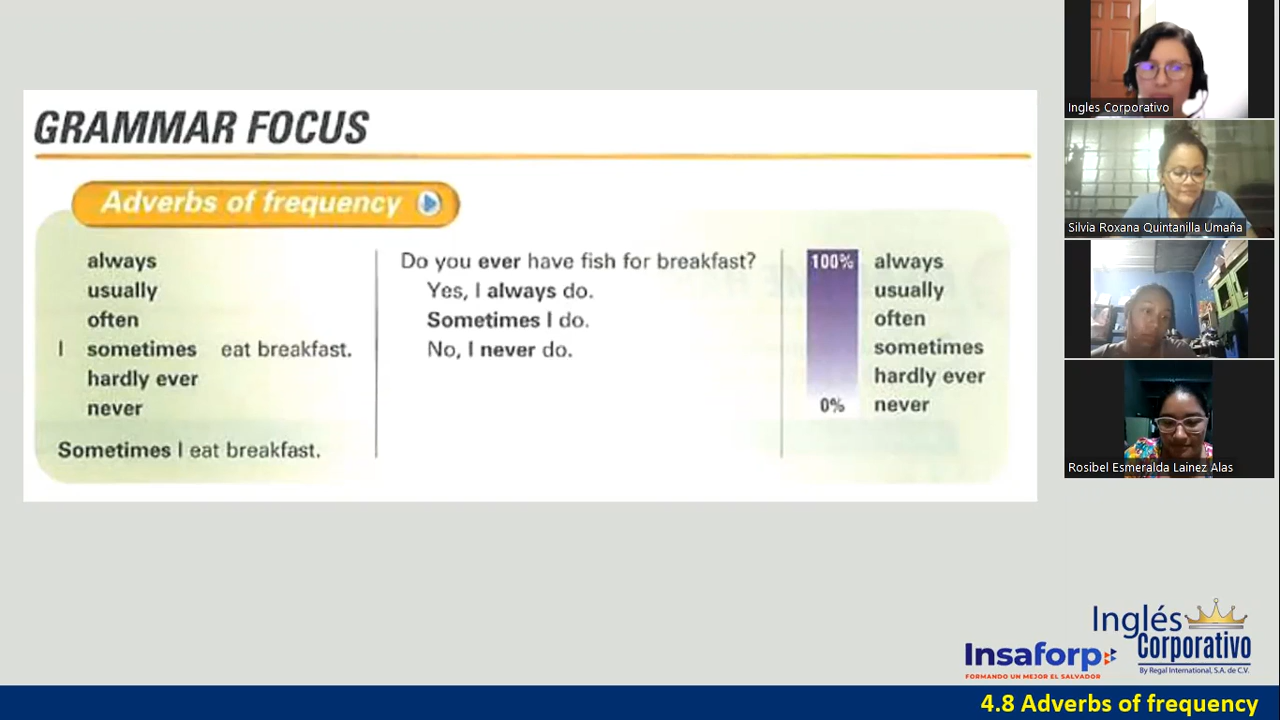 GRAMMAR FOCUS
Adverbs of frequency
always
usually
often
I sometimes eat breakfast.
hardly ever
never
Sometimes I eat breakfast.
Do you ever have fish for breakfast?
Yes, I always do.
Sometimes I do.
No, I never do.
100% always
usually
often
sometimes
hardly ever
0% never
Ingles Corporativo
Silvia Roxana Quintanilla Umaña
Rosibel Esmeralda Lainez Alas
Inglés
Corporativo
By Regal International, S.A. de C.V.
Insaforp
FORMANDO UN MEJOR EL SALVADOR
4.8 Adverbs of frequency